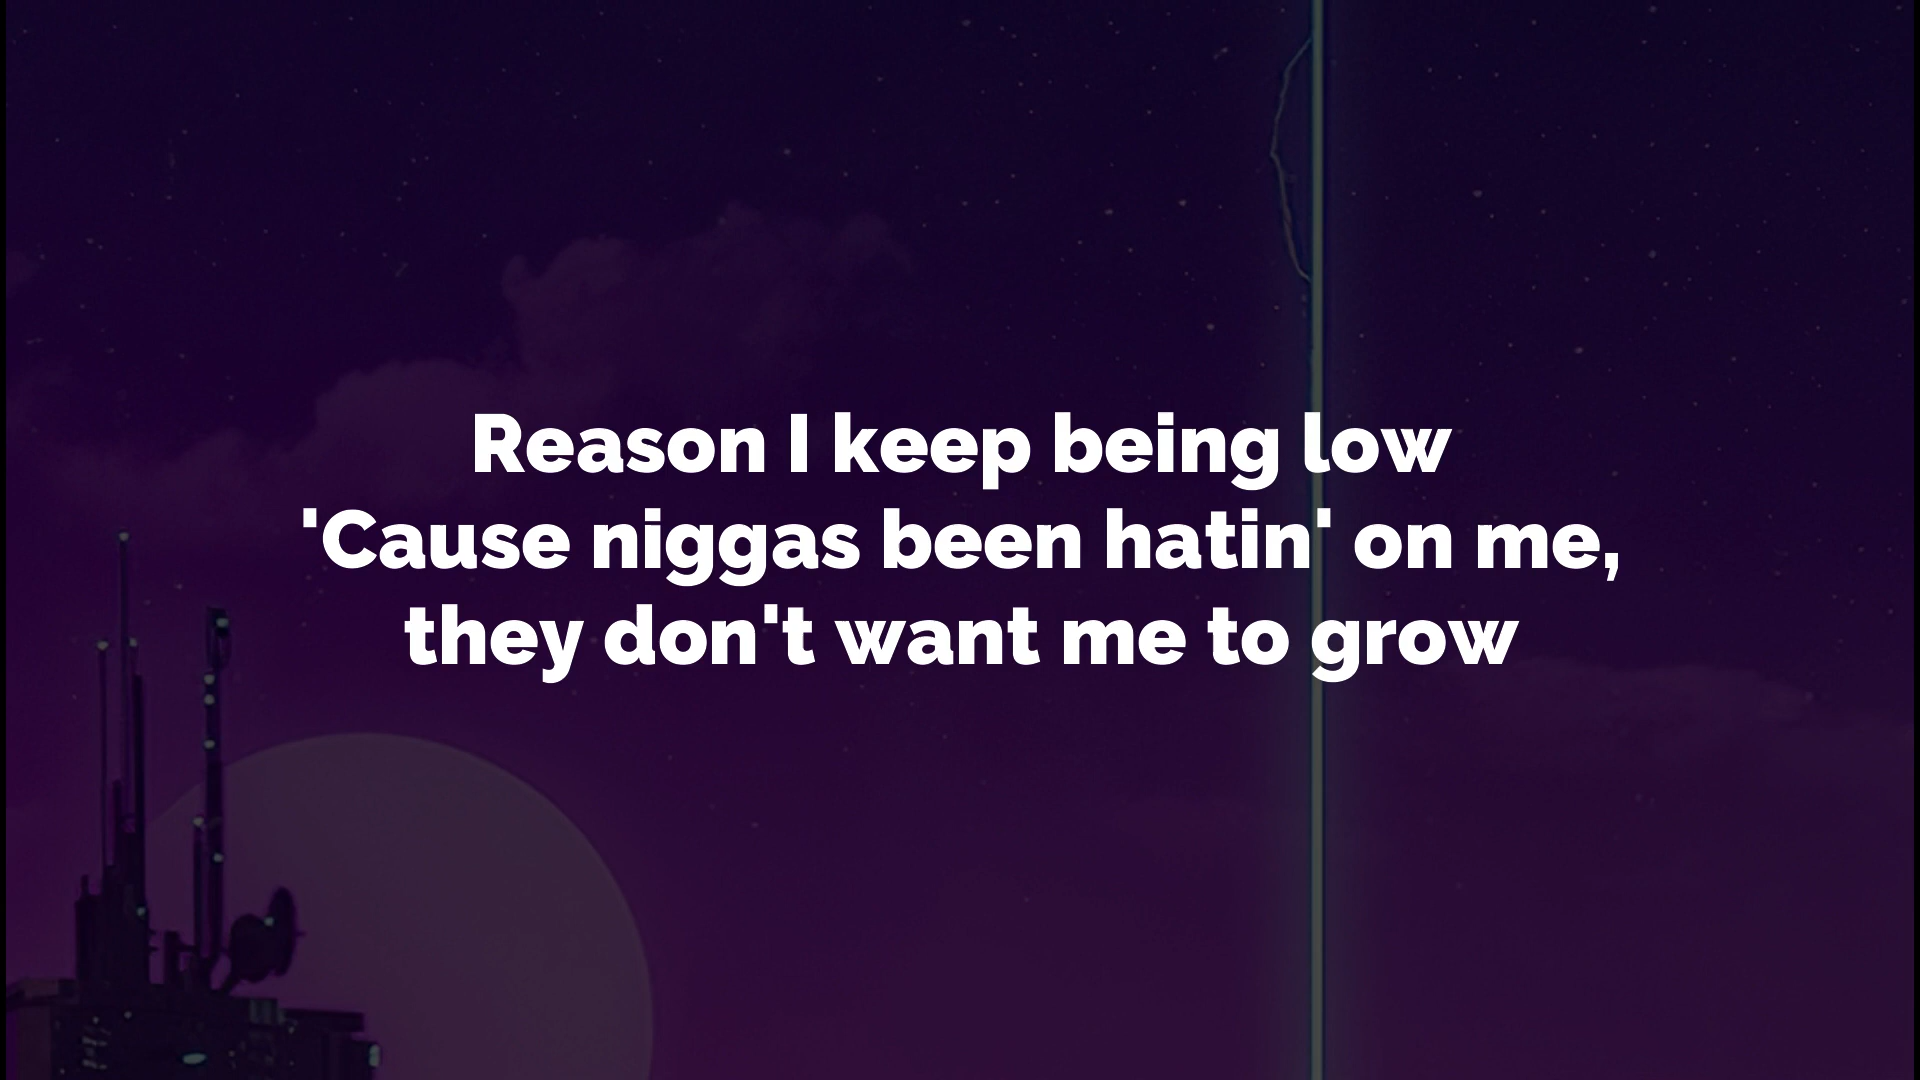 Reason I keep being low
'Cause niggas been hatin' on me,
they don't want me to grow